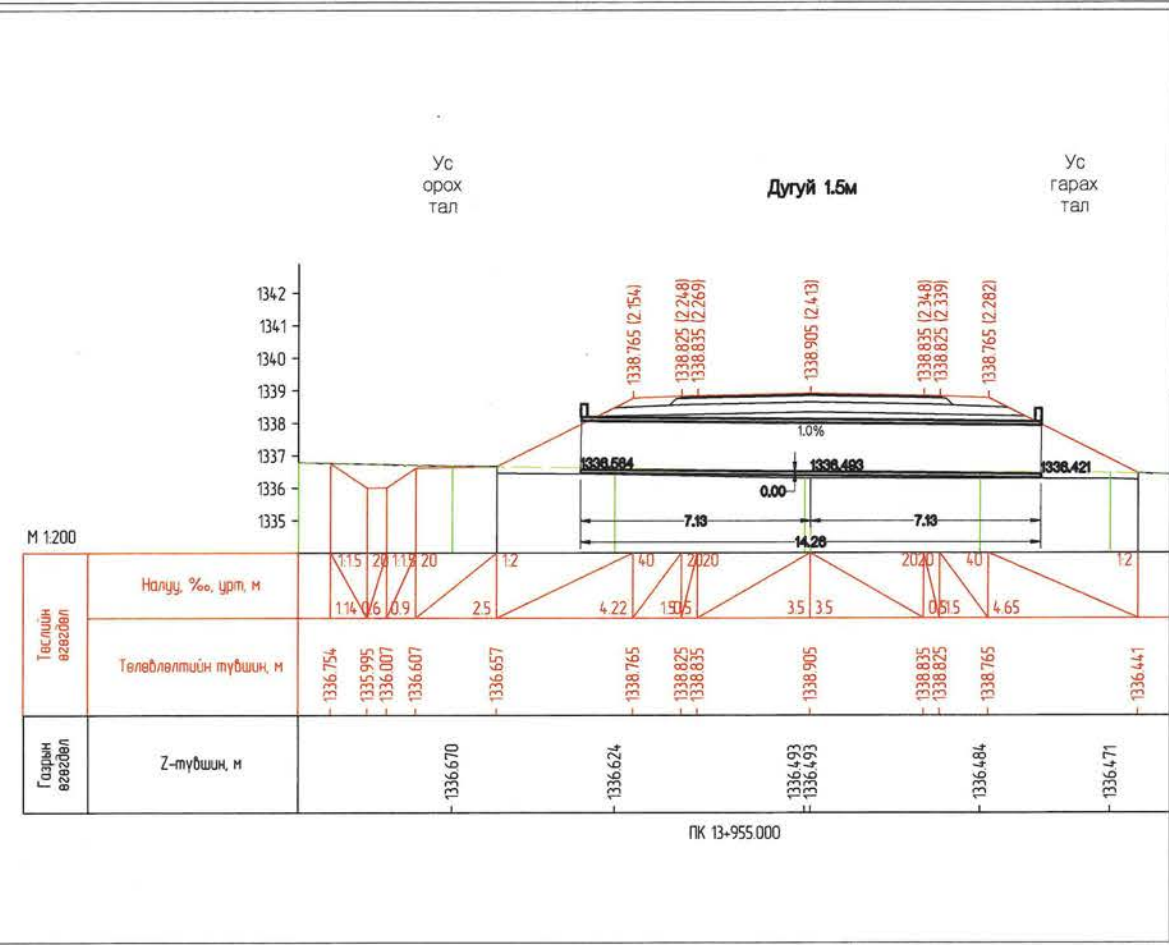 Ус
орох
тал
Дугуй 1.5м
Ус
гарах
тал
1342
1341
1340
1339
1338
1337
1336
1335
1338.765 (2.154)
1338.825 (2.248)
1338.835 (2.269)
1338.905 (2.413)
1338.835 (2.348)
1338.825 (2.339)
1338.765 (2.282)
1.0%
1336.564
1336.493
1336.421
0.00
7.13
7.13
14.26
М 1:200
Төслийн өгөгдөл
Налуу, ‰, урт, м
1:1.5 20 1:1.5 20 1:2 40 20 20 20 20 40 1:2
1.14 0.6 0.9 2.5 4.22 1.5 0.5 3.5 3.5 0.5 1.5 4.65
Төлөвлөлтийн түвшин, м
1336.754
1335.995
1336.007
1336.607
1336.657
1338.765
1338.825
1338.835
1338.905
1338.835
1338.825
1338.765
1336.441
Газрын өгөгдөл
Z-түвшин, м
1336.670
1336.624
1336.493
1336.493
1336.484
1336.471
ПК 13+955.000